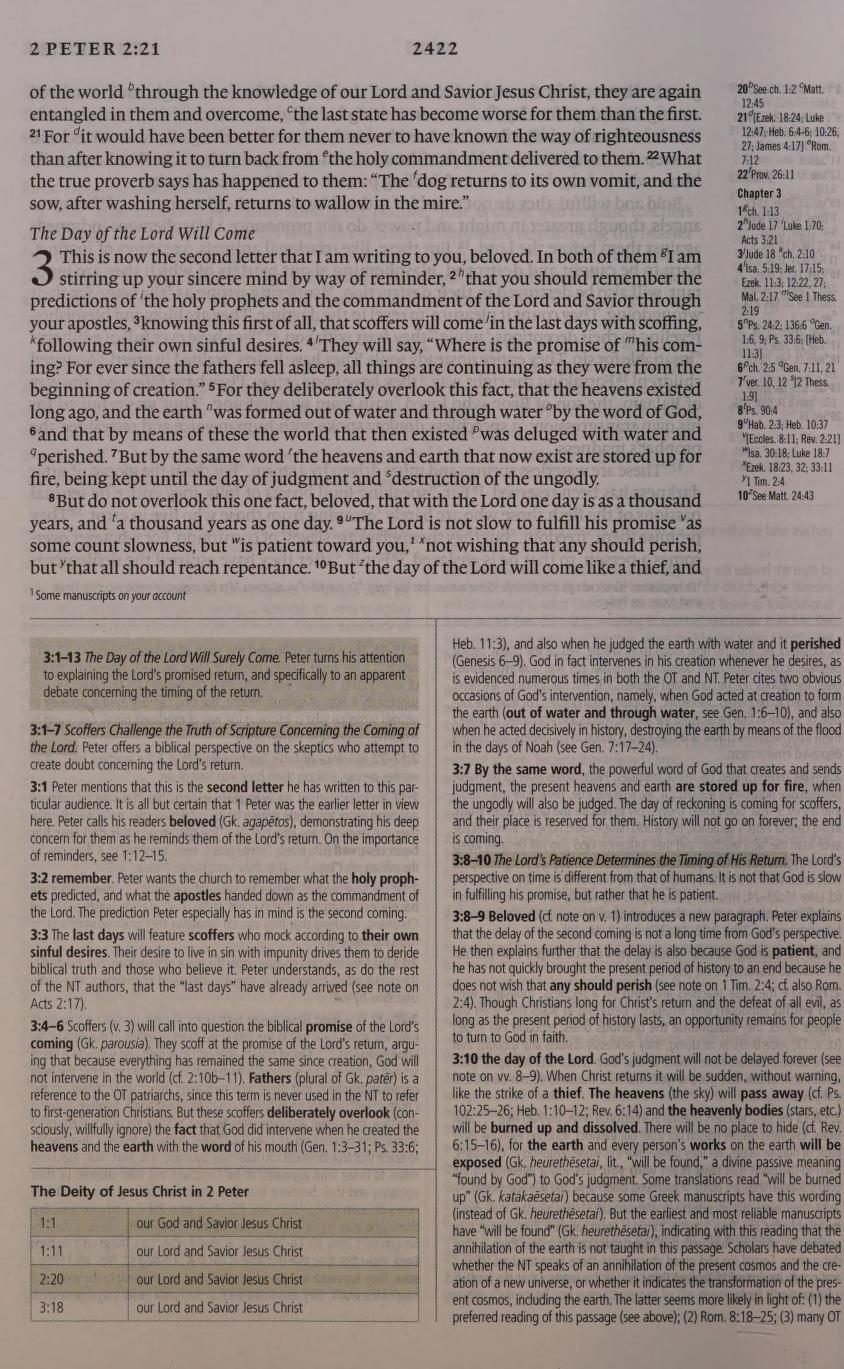 2 PETER 2:21
2422
of the world bthrough the knowledge of our Lord and Savior Jesus Christ, they are again
entangled in them and overcome, cthe last state has become worse for them than the first.
21 For dit would have been better for them never to have known the way of righteousness
than after knowing it to turn back from ethe holy commandment delivered to them. 22 What
the true proverb says has happened to them: “The fdog returns to its own vomit, and the
sow, after washing herself, returns to wallow in the mire.”
The Day of the Lord Will Come
3 This is now the second letter that I am writing to you, beloved. In both of them gI am
stirring up your sincere mind by way of reminder, 2 hthat you should remember the
predictions of ithe holy prophets and the commandment of the Lord and Savior through
your apostles, 3 knowing this first of all, that scoffers will come jin the last days with scoffing,
kfollowing their own sinful desires. 4 lThey will say, “Where is the promise of mhis com-
ing? For ever since the fathers fell asleep, all things are continuing as they were from the
beginning of creation.” 5 For they deliberately overlook this fact, that the heavens existed
long ago, and the earth nwas formed out of water and through water oby the word of God,
6 and that by means of these the world that then existed pwas deluged with water and
qperished. 7 But by the same word rthe heavens and earth that now exist are stored up for
fire, being kept until the day of judgment and sdestruction of the ungodly.
8 But do not overlook this one fact, beloved, that with the Lord one day is as a thousand
years, and ta thousand years as one day. 9 uThe Lord is not slow to fulfill his promise vas
some count slowness, but wis patient toward you,1 xnot wishing that any should perish,
but ythat all should reach repentance. 10 But zthe day of the Lord will come like a thief, and
1 Some manuscripts on your account
20 bSee ch. 1:2 cMatt.
12:45
21 d[Ezek. 18:24; Luke
12:47; Heb. 6:4-6; 10:26,
27; James 4:17] eRom.
7:12
22 fProv. 26:11
Chapter 3
1 gch. 1:13
2 hJude 17 iLuke 1:70;
Acts 3:21
3 jJude 18 kch. 2:10
4 lIsa. 5:19; Jer. 17:15;
Ezek. 11:3; 12:22, 27;
Mal. 2:17 mSee 1 Thess.
2:19
5 nPs. 24:2; 136:6 oGen.
1:6, 9; Ps. 33:6; [Heb.
11:3]
6 pch. 2:5 qGen. 7:11, 21
7 rver. 10, 12 s[2 Thess.
1:9]
8 tPs. 90:4
9 uHab. 2:3; Heb. 10:37
v[Eccles. 8:11; Rev. 2:21]
wIsa. 30:18; Luke 18:7
xEzek. 18:23, 32; 33:11
y1 Tim. 2:4
10 zSee Matt. 24:43
3:1–13 The Day of the Lord Will Surely Come. Peter turns his attention
to explaining the Lord’s promised return, and specifically to an apparent
debate concerning the timing of the return.
3:1–7 Scoffers Challenge the Truth of Scripture Concerning the Coming of
the Lord. Peter offers a biblical perspective on the skeptics who attempt to
create doubt concerning the Lord’s return.
3:1 Peter mentions that this is the second letter he has written to this par-
ticular audience. It is all but certain that 1 Peter was the earlier letter in view
here. Peter calls his readers beloved (Gk. agapētos), demonstrating his deep
concern for them as he reminds them of the Lord’s return. On the importance
of reminders, see 1:12–15.
3:2 remember. Peter wants the church to remember what the holy proph-
ets predicted, and what the apostles handed down as the commandment of
the Lord. The prediction Peter especially has in mind is the second coming.
3:3 The last days will feature scoffers who mock according to their own
sinful desires. Their desire to live in sin with impunity drives them to deride
biblical truth and those who believe it. Peter understands, as do the rest
of the NT authors, that the “last days” have already arrived (see note on
Acts 2:17).
3:4–6 Scoffers (v. 3) will call into question the biblical promise of the Lord’s
coming (Gk. parousia). They scoff at the promise of the Lord’s return, argu-
ing that because everything has remained the same since creation, God will
not intervene in the world (cf. 2:10b–11). Fathers (plural of Gk. patēr) is a
reference to the OT patriarchs, since this term is never used in the NT to refer
to first-generation Christians. But these scoffers deliberately overlook (con-
sciously, willfully ignore) the fact that God did intervene when he created the
heavens and the earth with the word of his mouth (Gen. 1:3–31; Ps. 33:6;
The Deity of Jesus Christ in 2 Peter
1:1 our God and Savior Jesus Christ
1:11 our Lord and Savior Jesus Christ
2:20 our Lord and Savior Jesus Christ
3:18 our Lord and Savior Jesus Christ
Heb. 11:3), and also when he judged the earth with water and it perished
(Genesis 6–9). God in fact intervenes in his creation whenever he desires, as
is evidenced numerous times in both the OT and NT. Peter cites two obvious
occasions of God’s intervention, namely, when God acted at creation to form
the earth (out of water and through water, see Gen. 1:6–10), and also
when he acted decisively in history, destroying the earth by means of the flood
in the days of Noah (see Gen. 7:17–24).
3:7 By the same word, the powerful word of God that creates and sends
judgment, the present heavens and earth are stored up for fire, when
the ungodly will also be judged. The day of reckoning is coming for scoffers,
and their place is reserved for them. History will not go on forever; the end
is coming.
3:8–10 The Lord’s Patience Determines the Timing of His Return. The Lord’s
perspective on time is different from that of humans. It is not that God is slow
in fulfilling his promise, but rather that he is patient.
3:8–9 Beloved (cf. note on v. 1) introduces a new paragraph. Peter explains
that the delay of the second coming is not a long time from God’s perspective.
He then explains further that the delay is also because God is patient, and
he has not quickly brought the present period of history to an end because he
does not wish that any should perish (see note on 1 Tim. 2:4; cf. also Rom.
2:4). Though Christians long for Christ’s return and the defeat of all evil, as
long as the present period of history lasts, an opportunity remains for people
to turn to God in faith.
3:10 the day of the Lord. God’s judgment will not be delayed forever (see
note on vv. 8–9). When Christ returns it will be sudden, without warning,
like the strike of a thief. The heavens (the sky) will pass away (cf. Ps.
102:25–26; Heb. 1:10–12; Rev. 6:14) and the heavenly bodies (stars, etc.)
will be burned up and dissolved. There will be no place to hide (cf. Rev.
6:15–16), for the earth and every person’s works on the earth will be
exposed (Gk. heurethēsetai, lit., “will be found,” a divine passive meaning
“found by God”) to God’s judgment. Some translations read “will be burned
up” (Gk. katakaēsetai) because some Greek manuscripts have this wording
(instead of Gk. heurethēsetai). But the earliest and most reliable manuscripts
have “will be found” (Gk. heurethēsetai), indicating with this reading that the
annihilation of the earth is not taught in this passage. Scholars have debated
whether the NT speaks of an annihilation of the present cosmos and the cre-
ation of a new universe, or whether it indicates the transformation of the pres-
ent cosmos, including the earth. The latter seems more likely in light of: (1) the
preferred reading of this passage (see above); (2) Rom. 8:18–25; (3) many OT